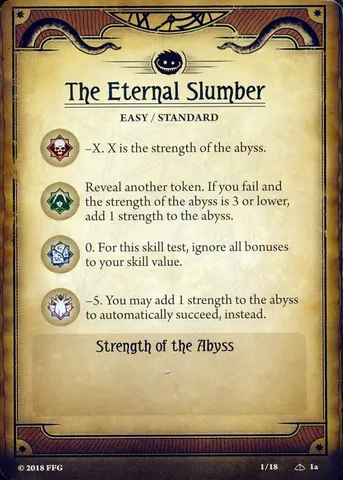 The Eternal Slumber
EASY / STANDARD
–X. X is the strength of the abyss.
Reveal another token. If you fail and
the strength of the abyss is 3 or lower,
add 1 strength to the abyss.
0. For this skill test, ignore all bonuses
to your skill value.
–5. You may add 1 strength to the abyss
to automatically succeed, instead.
Strength of the Abyss
© 2018 FFG
1/18
1a